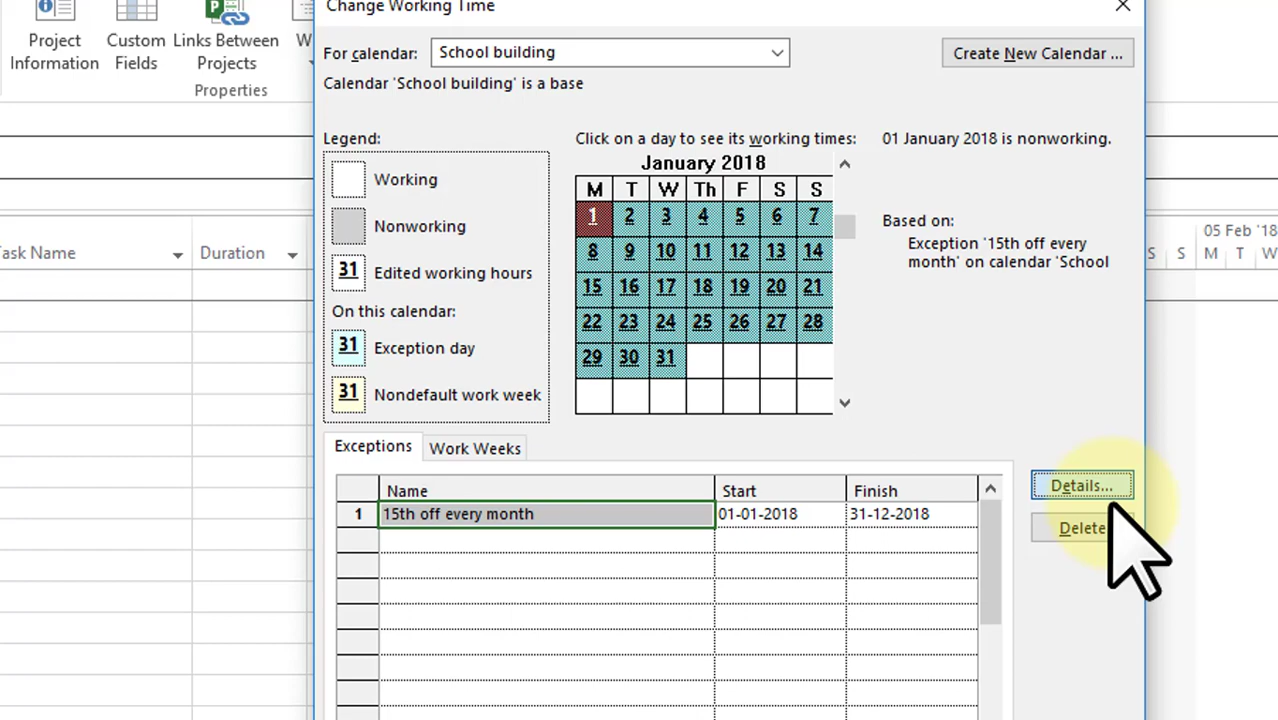 Change Working Time
Project Information
Custom Fields
Links Between Projects
W
Properties
For calendar:
School building
Create New Calendar ...
Calendar 'School building' is a base
Legend:
Click on a day to see its working times:
01 January 2018 is nonworking.
Working
Nonworking
31 Edited working hours
On this calendar:
31 Exception day
31 Nondefault work week
January 2018
M T W Th F S S
1 2 3 4 5 6 7
8 9 10 11 12 13 14
15 16 17 18 19 20 21
22 23 24 25 26 27 28
29 30 31
Based on:
Exception '15th off every
month' on calendar 'School
ask Name
Duration
05 Feb '18
S S M T W
Exceptions
Work Weeks
Name Start Finish
1 15th off every month 01-01-2018 31-12-2018
Details...
Delete